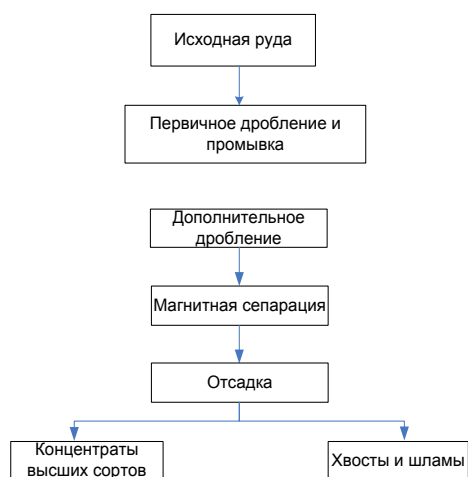 Исходная руда
Первичное дробление и
промывка
Дополнительное
дробление
Магнитная сепарация
Отсадка
Концентраты
высших сортов
Хвосты и шламы